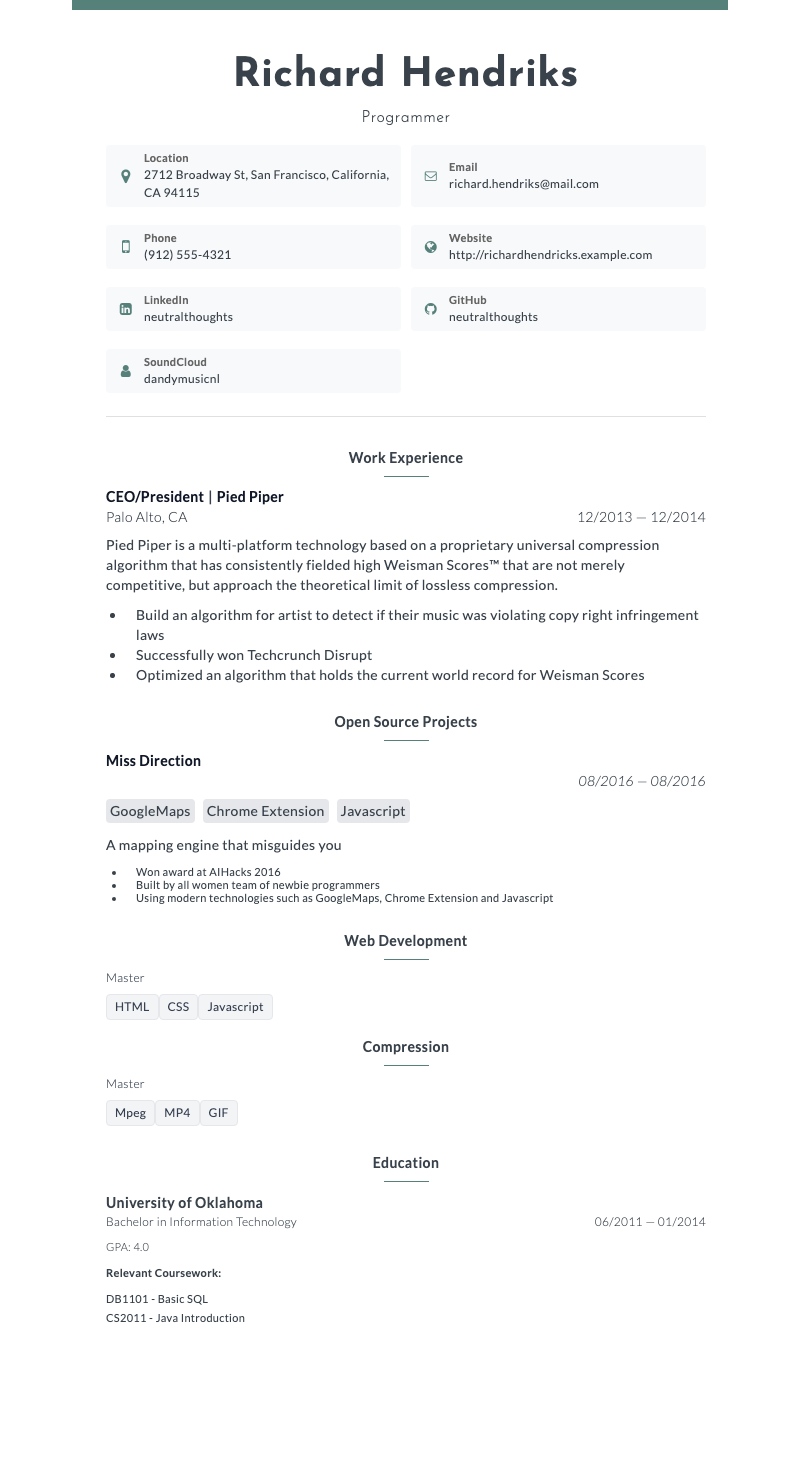 Richard Hendriks
Programmer
Location
2712 Broadway St, San Francisco, California,
CA 94115
Email
richard.hendriks@mail.com
Phone
(912) 555-4321
Website
http://richardhendricks.example.com
LinkedIn
neutralthoughts
GitHub
neutralthoughts
SoundCloud
dandymusicnl
Work Experience
CEO/President | Pied Piper
Palo Alto, CA 12/2013 — 12/2014
Pied Piper is a multi-platform technology based on a proprietary universal compression
algorithm that has consistently fielded high Weisman Scores™ that are not merely
competitive, but approach the theoretical limit of lossless compression.
• Build an algorithm for artist to detect if their music was violating copy right infringement
laws
• Successfully won Techcrunch Disrupt
• Optimized an algorithm that holds the current world record for Weisman Scores
Open Source Projects
Miss Direction
08/2016 — 08/2016
GoogleMaps Chrome Extension Javascript
A mapping engine that misguides you
• Won award at AIHacks 2016
• Built by all women team of newbie programmers
• Using modern technologies such as GoogleMaps, Chrome Extension and Javascript
Web Development
Master
HTML CSS Javascript
Compression
Master
Mpeg MP4 GIF
Education
University of Oklahoma
Bachelor in Information Technology 06/2011 — 01/2014
GPA: 4.0
Relevant Coursework:
DB1101 - Basic SQL
CS2011 - Java Introduction